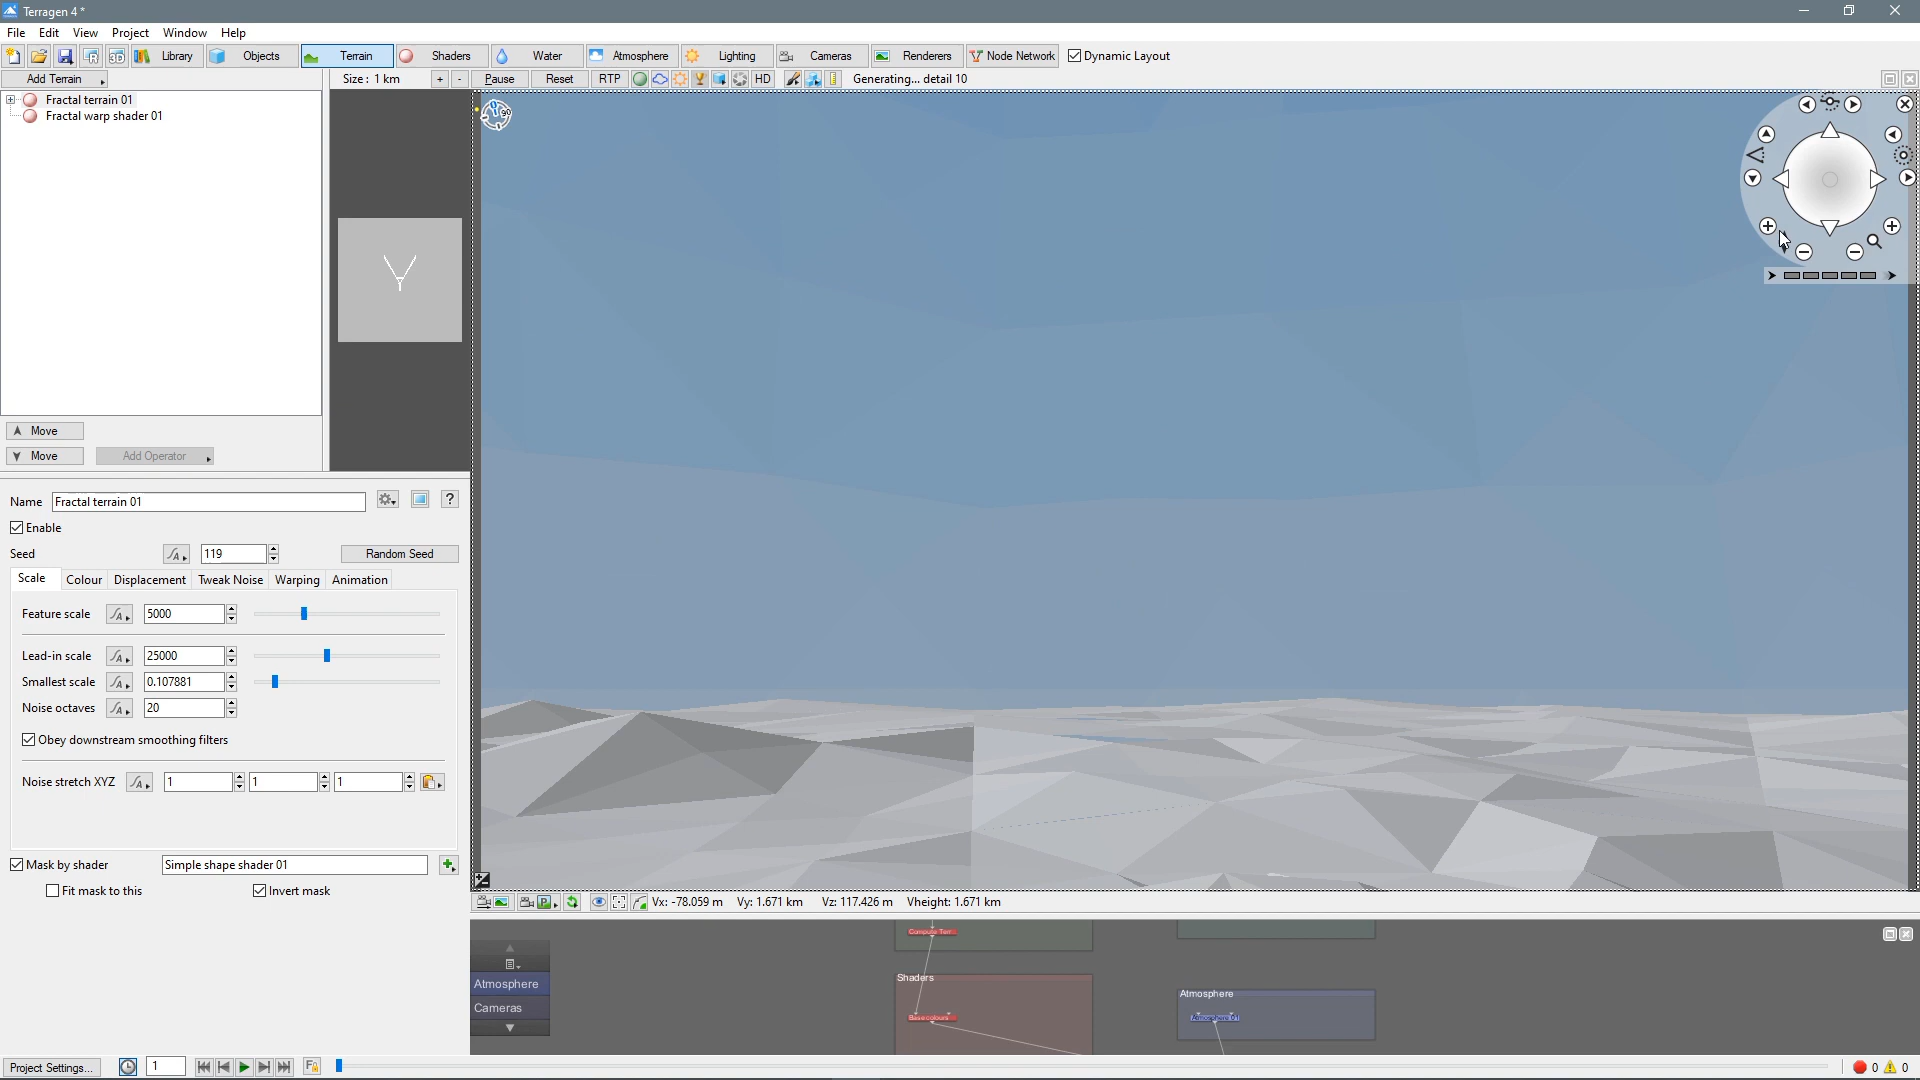 Terragen 4 *
File Edit View Project Window Help
Library Objects Terrain Shaders Water Atmosphere Lighting Cameras Renderers Node Network Dynamic Layout
Add Terrain Size : 1 km + - Pause Reset RTP HD Generating... detail 10
Fractal terrain 01
Fractal warp shader 01
Move
Move Add Operator
Name Fractal terrain 01 ?
Enable
Seed 119 Random Seed
Scale Colour Displacement Tweak Noise Warping Animation
Feature scale 5000
Lead-in scale 25000
Smallest scale 0.107881
Noise octaves 20
Obey downstream smoothing filters
Noise stretch XYZ 1 1 1
Mask by shader Simple shape shader 01
Fit mask to this Invert mask
Vx: -78.059 m Vy: 1.671 km Vz: 117.426 m Vheight: 1.671 km
Compute Terr...
Shaders
Base colours
Atmosphere
Atmosphere 01
Atmosphere
Cameras
Project Settings... 1 0 0